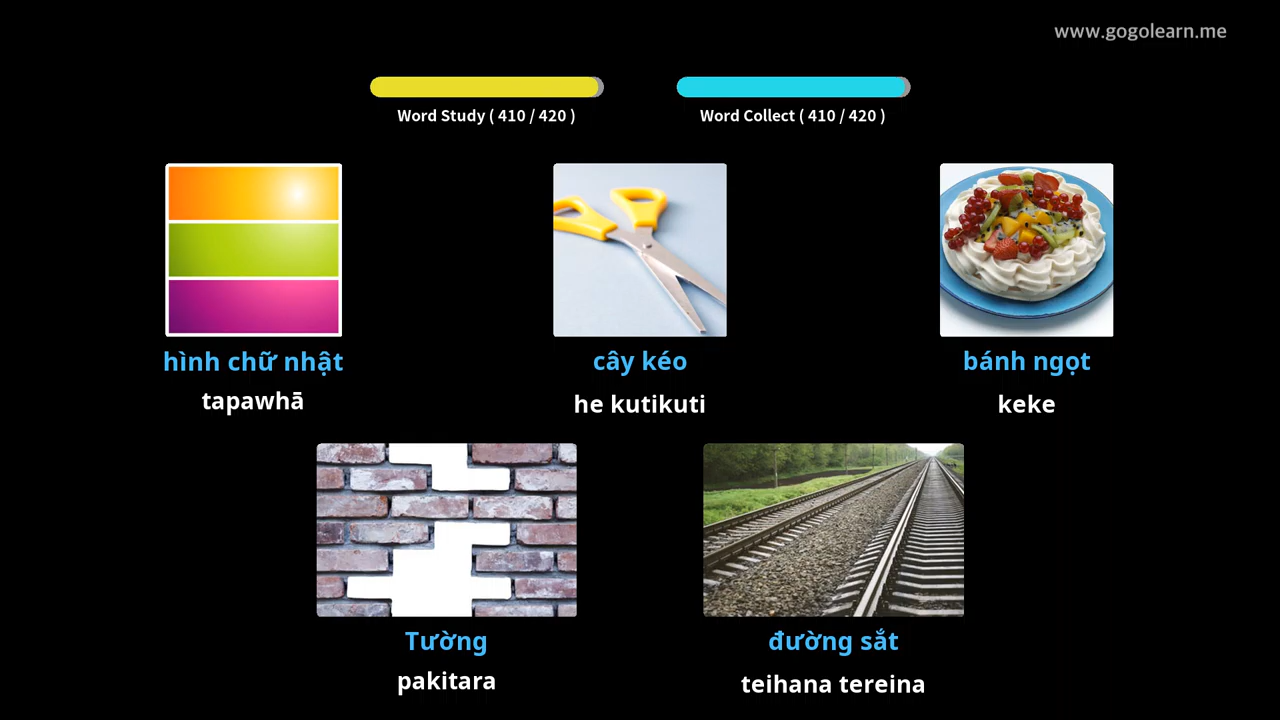 www.gogolearn.me
Word Study ( 410 / 420 )
Word Collect ( 410 / 420 )
hình chữ nhật
tapawhā
cây kéo
he kutikuti
bánh ngọt
keke
Tường
pakitara
đường sắt
teihana tereina